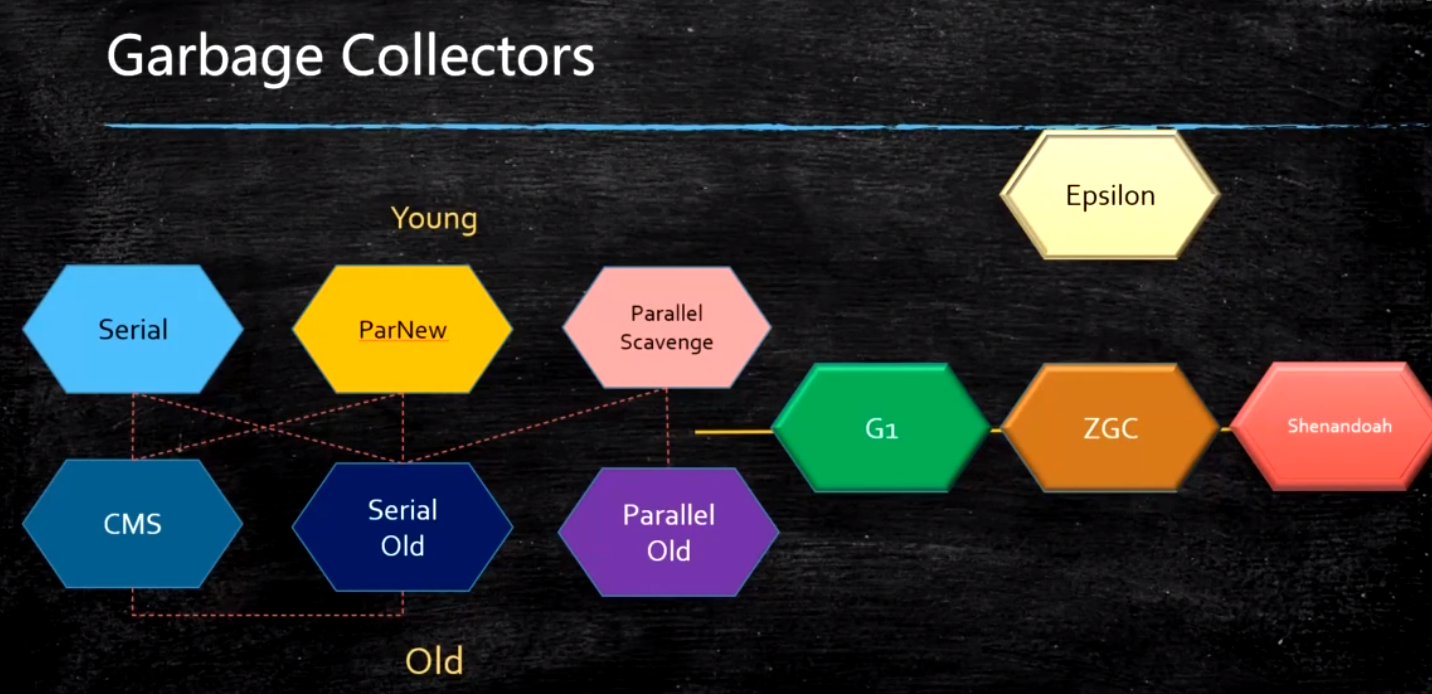 Garbage Collectors
Epsilon
Young
Serial
ParNew
Parallel
Scavenge
G1
ZGC
Shenandoah
CMS
Serial
Old
Parallel
Old
Old